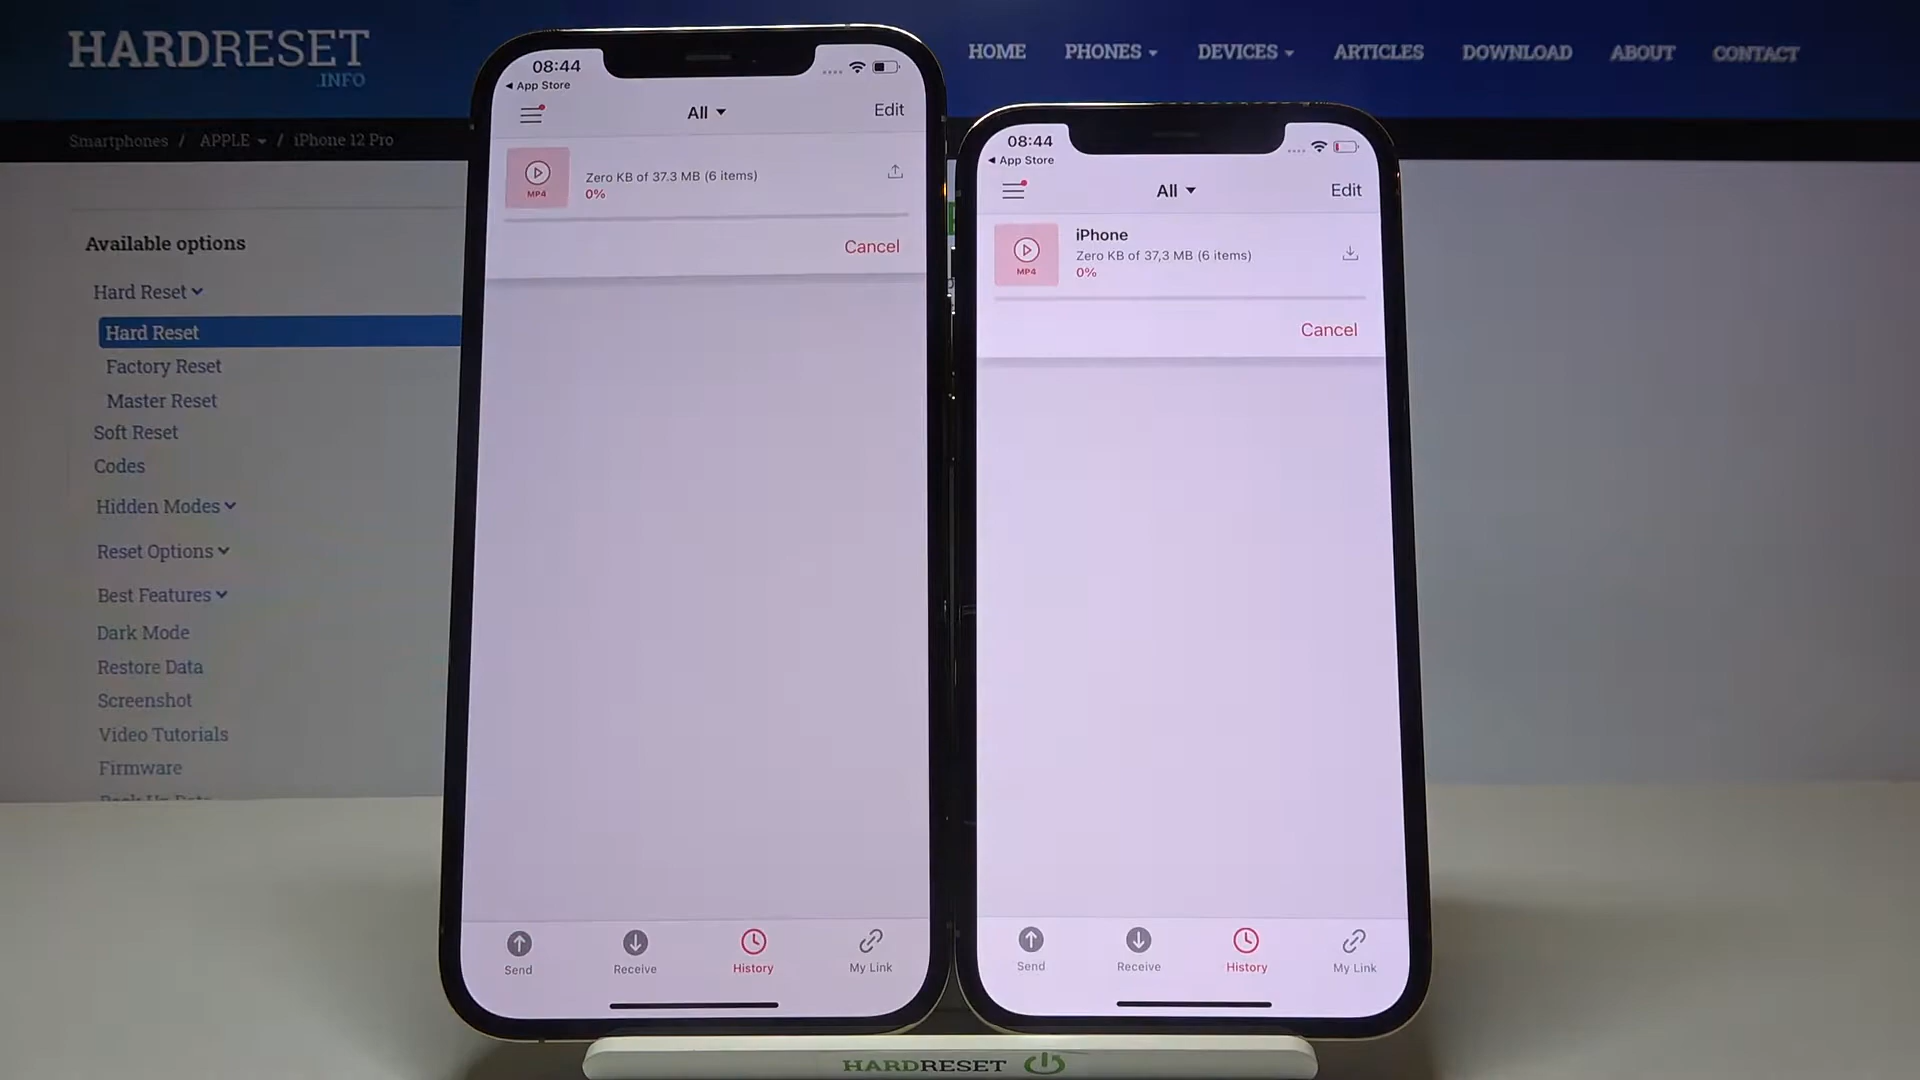 HARDRESET
.INFO
HOME PHONES DEVICES ARTICLES DOWNLOAD ABOUT CONTACT
Smartphones / APPLE / iPhone 12 Pro
Available options
Hard Reset
Hard Reset
Factory Reset
Master Reset
Soft Reset
Codes
Hidden Modes
Reset Options
Best Features
Dark Mode
Restore Data
Screenshot
Video Tutorials
Firmware
08:44
App Store
All
Edit
MP4
Zero KB of 37.3 MB (6 items)
0%
Cancel
Send
Receive
History
My Link
08:44
App Store
All
Edit
MP4
iPhone
Zero KB of 37,3 MB (6 items)
0%
Cancel
Send
Receive
History
My Link
HARDRESET